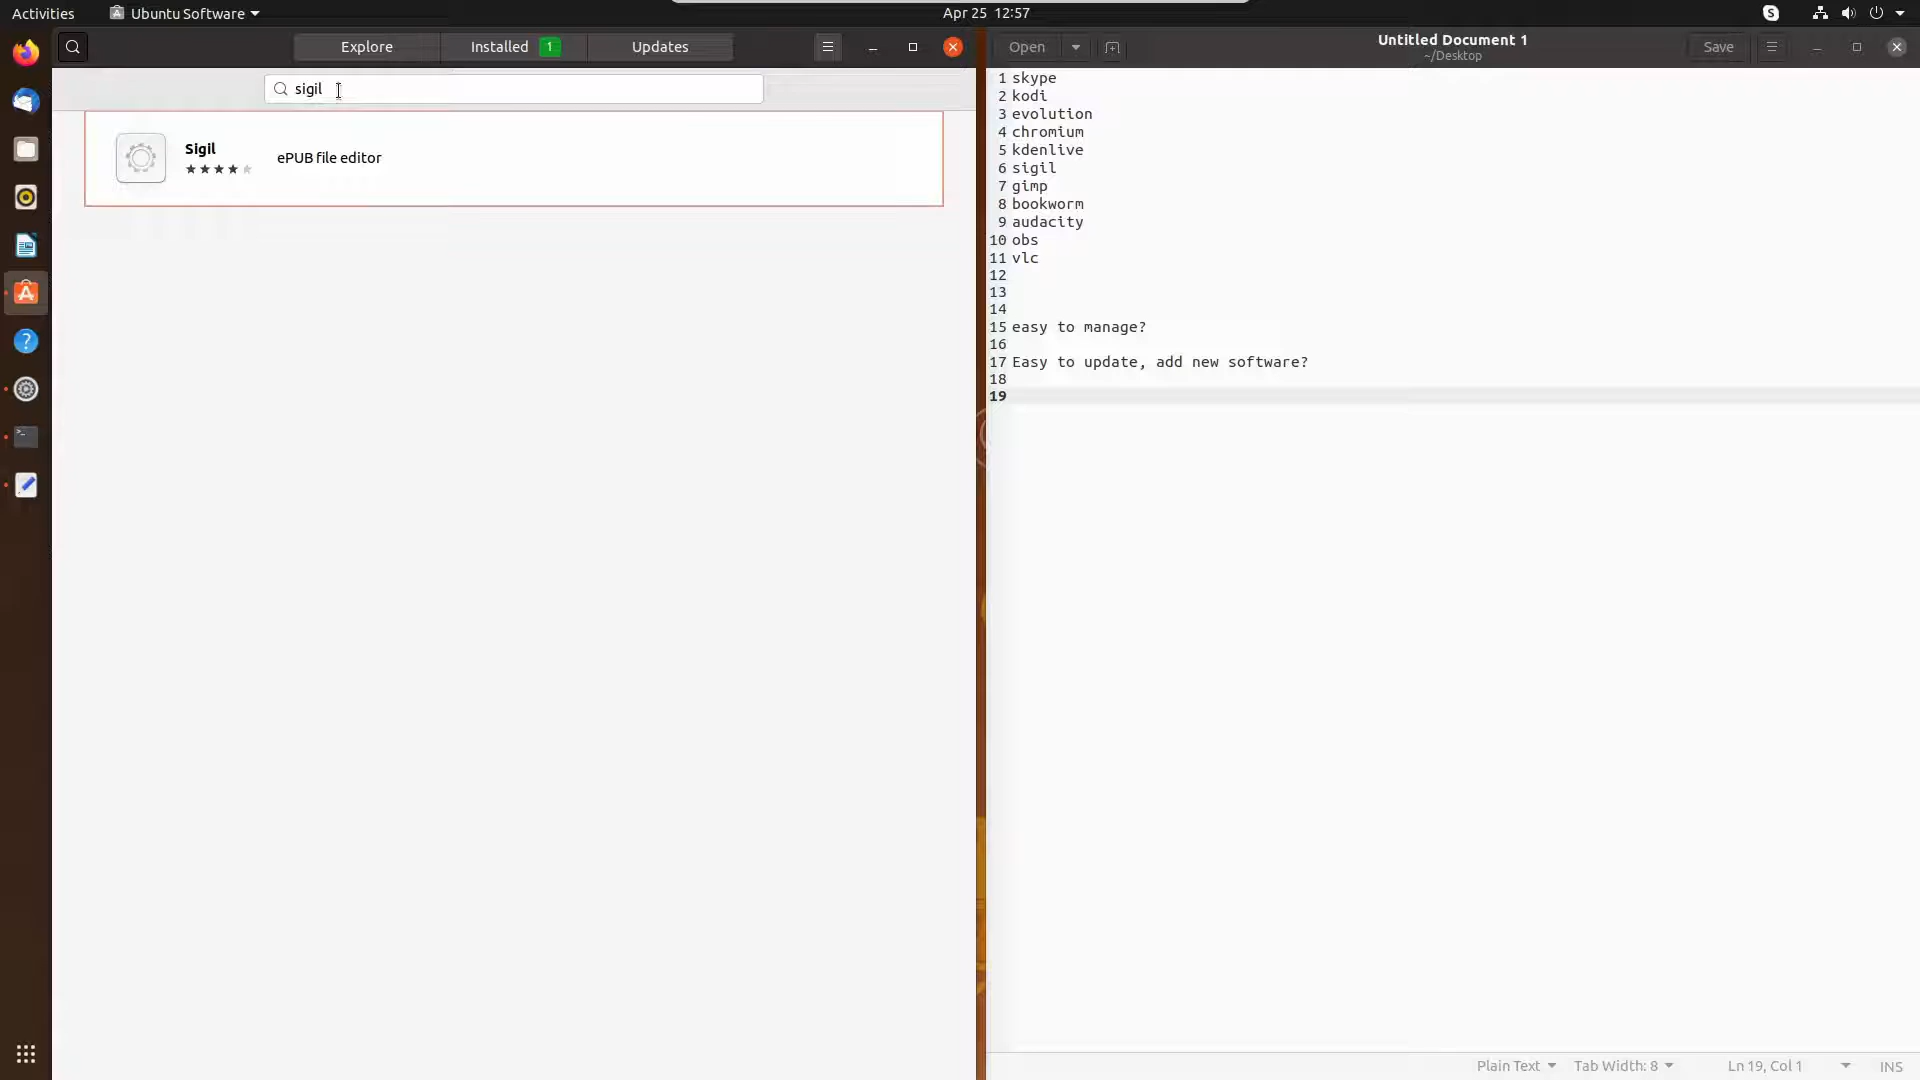 Activities Ubuntu Software Apr 25 12:57
Explore Installed 1 Updates
sigil
Sigil
ePUB file editor
Open Untitled Document 1 Save
~/Desktop
1 skype
2 kodi
3 evolution
4 chromium
5 kdenlive
6 sigil
7 gimp
8 bookworm
9 audacity
10 obs
11 vlc
12
13
14
15 easy to manage?
16
17 Easy to update, add new software?
18
19
Plain Text Tab Width: 8 Ln 19, Col 1 INS